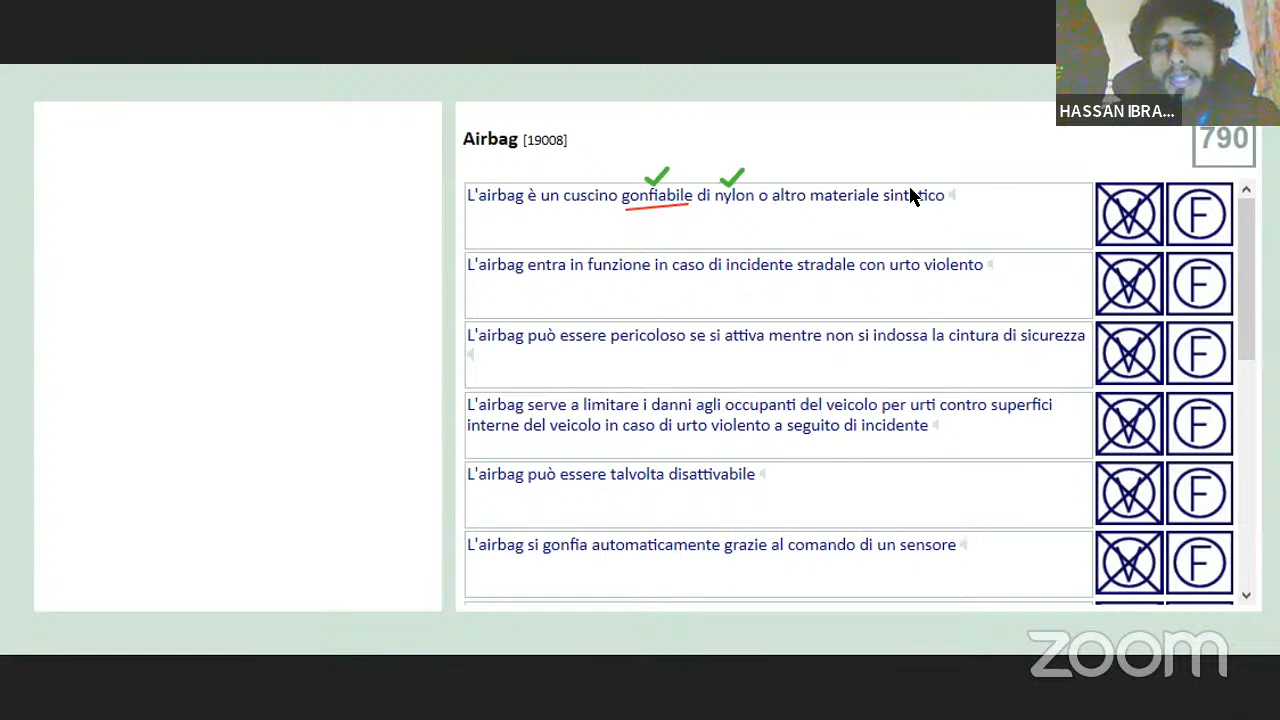 HASSAN IBRA...
Airbag [19008]
790
L'airbag è un cuscino gonfiabile di nylon o altro materiale sintetico
V F
L'airbag entra in funzione in caso di incidente stradale con urto violento
V F
L'airbag può essere pericoloso se si attiva mentre non si indossa la cintura di sicurezza
V F
L'airbag serve a limitare i danni agli occupanti del veicolo per urti contro superfici
interne del veicolo in caso di urto violento a seguito di incidente
V F
L'airbag può essere talvolta disattivabile
V F
L'airbag si gonfia automaticamente grazie al comando di un sensore
V F
zoom